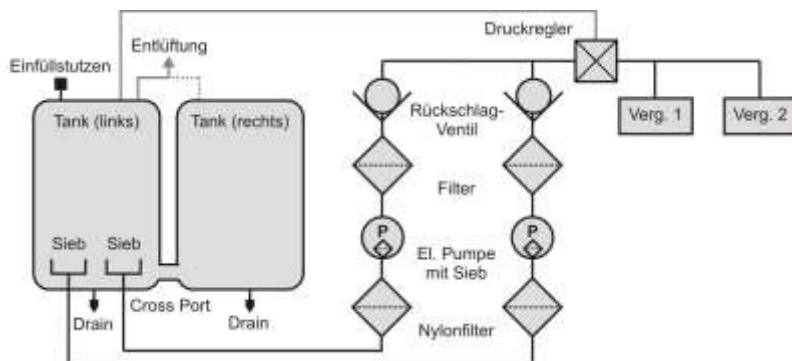 Druckregler
Entlüftung
Einfüllstutzen
Tank (links)
Tank (rechts)
Rückschlag-
Ventil
Verg. 1
Verg. 2
Filter
Sieb
Sieb
P
P
El. Pumpe
mit Sieb
Cross Port
Drain
Drain
Nylonfilter